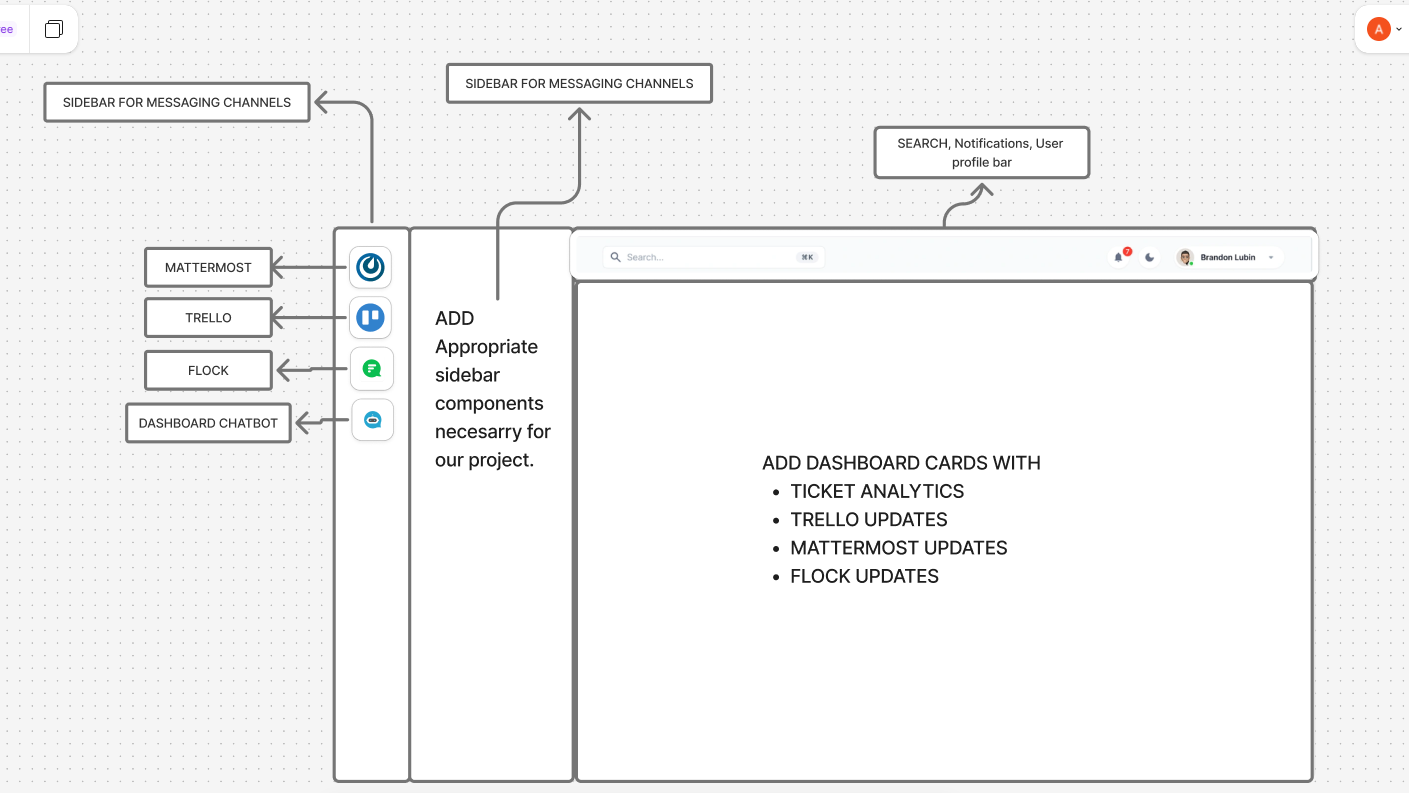 ee
A
SIDEBAR FOR MESSAGING CHANNELS
SIDEBAR FOR MESSAGING CHANNELS
SEARCH, Notifications, User
profile bar
MATTERMOST
TRELLO
FLOCK
DASHBOARD CHATBOT
Search...
⌘K
7
Brandon Lubin
ADD
Appropriate
sidebar
components
necesarry for
our project.
ADD DASHBOARD CARDS WITH
• TICKET ANALYTICS
• TRELLO UPDATES
• MATTERMOST UPDATES
• FLOCK UPDATES